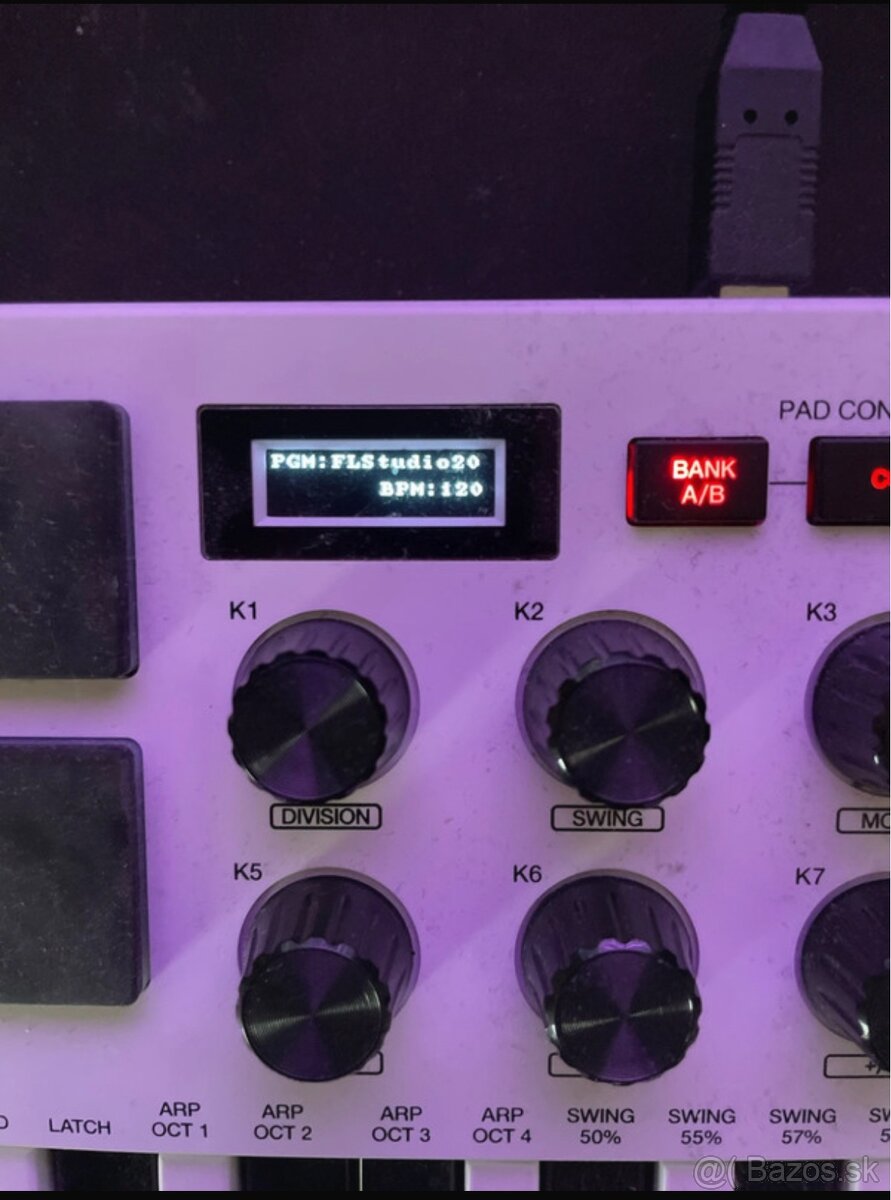 PAD CON
PGM:FLStudio20
BPM:120
BANK
A/B
K1
K2
K3
DIVISION
SWING
MO
K5
K6
K7
LATCH
ARP
OCT 1
ARP
OCT 2
ARP
OCT 3
ARP
OCT 4
SWING
50%
SWING
55%
SWING
57%
@( Bazos.sk